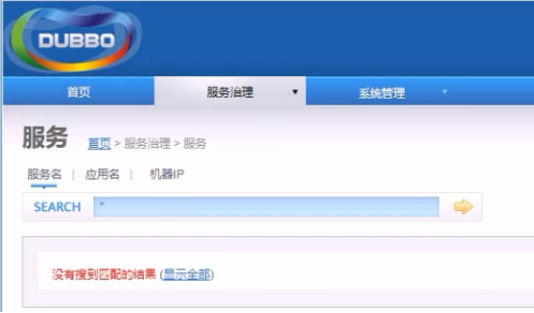 DUBBO
首页 服务治理 ▼ 系统管理 ▼
服务 首页 > 服务治理 > 服务
服务名 | 应用名 | 机器IP
SEARCH *
没有搜到匹配的结果 (显示全部)